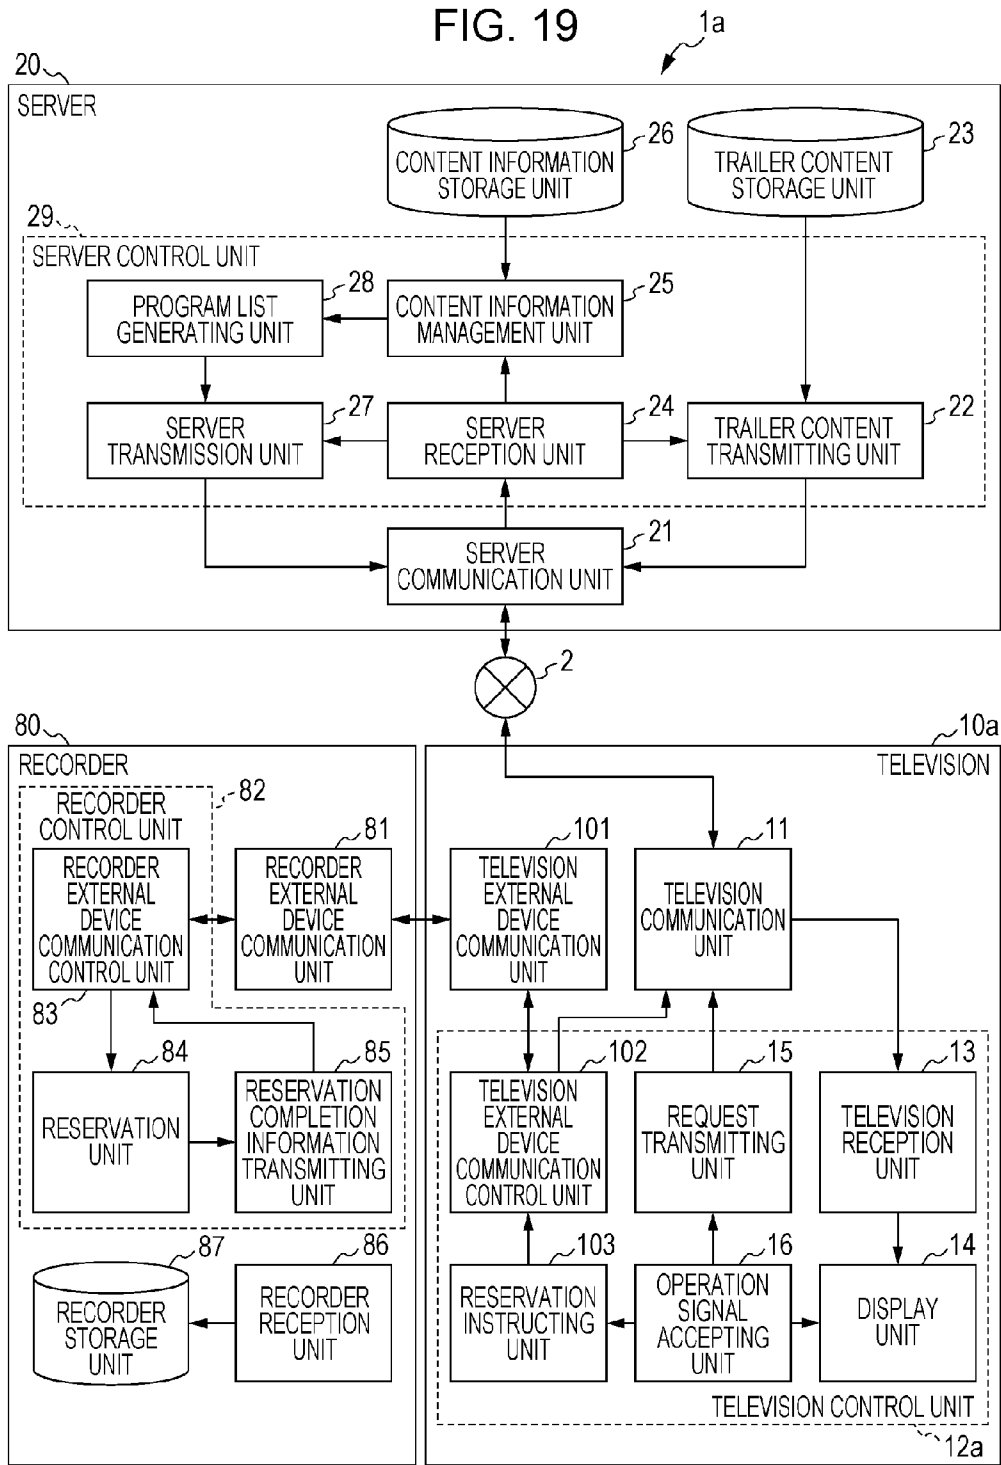 FIG. 19
1a
20
SERVER
CONTENT INFORMATION
STORAGE UNIT
26
TRAILER CONTENT
STORAGE UNIT
23
29
SERVER CONTROL UNIT
PROGRAM LIST
GENERATING UNIT
28
CONTENT INFORMATION
MANAGEMENT UNIT
25
SERVER
TRANSMISSION UNIT
27
SERVER
RECEPTION UNIT
24
TRAILER CONTENT
TRANSMITTING UNIT
22
SERVER
COMMUNICATION UNIT
21
2
80
RECORDER
RECORDER
CONTROL UNIT
82
RECORDER
EXTERNAL
DEVICE
COMMUNICATION
CONTROL UNIT
83
RECORDER
EXTERNAL
DEVICE
COMMUNICATION
UNIT
81
RESERVATION
UNIT
84
RESERVATION
COMPLETION
INFORMATION
TRANSMITTING
UNIT
85
RECORDER
STORAGE
UNIT
87
RECORDER
RECEPTION
UNIT
86
10a
TELEVISION
TELEVISION
EXTERNAL
DEVICE
COMMUNICATION
UNIT
101
TELEVISION
COMMUNICATION
UNIT
11
TELEVISION
EXTERNAL
DEVICE
COMMUNICATION
CONTROL UNIT
102
REQUEST
TRANSMITTING
UNIT
15
TELEVISION
RECEPTION
UNIT
13
RESERVATION
INSTRUCTING
UNIT
103
OPERATION
SIGNAL
ACCEPTING
UNIT
16
DISPLAY
UNIT
14
TELEVISION CONTROL UNIT
12a